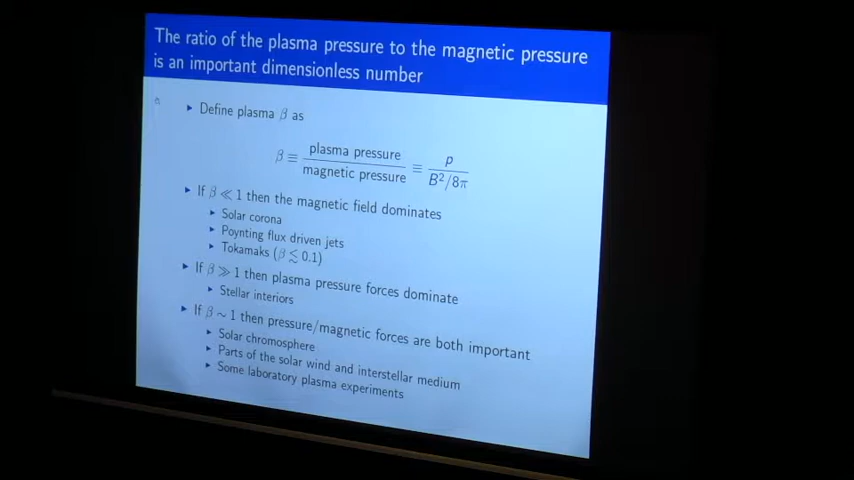 The ratio of the plasma pressure to the magnetic pressure
is an important dimensionless number
▶ Define plasma β as
β ≡ plasma pressure / magnetic pressure ≡ p / B²/8π
▶ If β ≪ 1 then the magnetic field dominates
▶ Solar corona
▶ Poynting flux driven jets
▶ Tokamaks (β ≲ 0.1)
▶ If β ≫ 1 then plasma pressure forces dominate
▶ Stellar interiors
▶ If β ∼ 1 then pressure/magnetic forces are both important
▶ Solar chromosphere
▶ Parts of the solar wind and interstellar medium
▶ Some laboratory plasma experiments